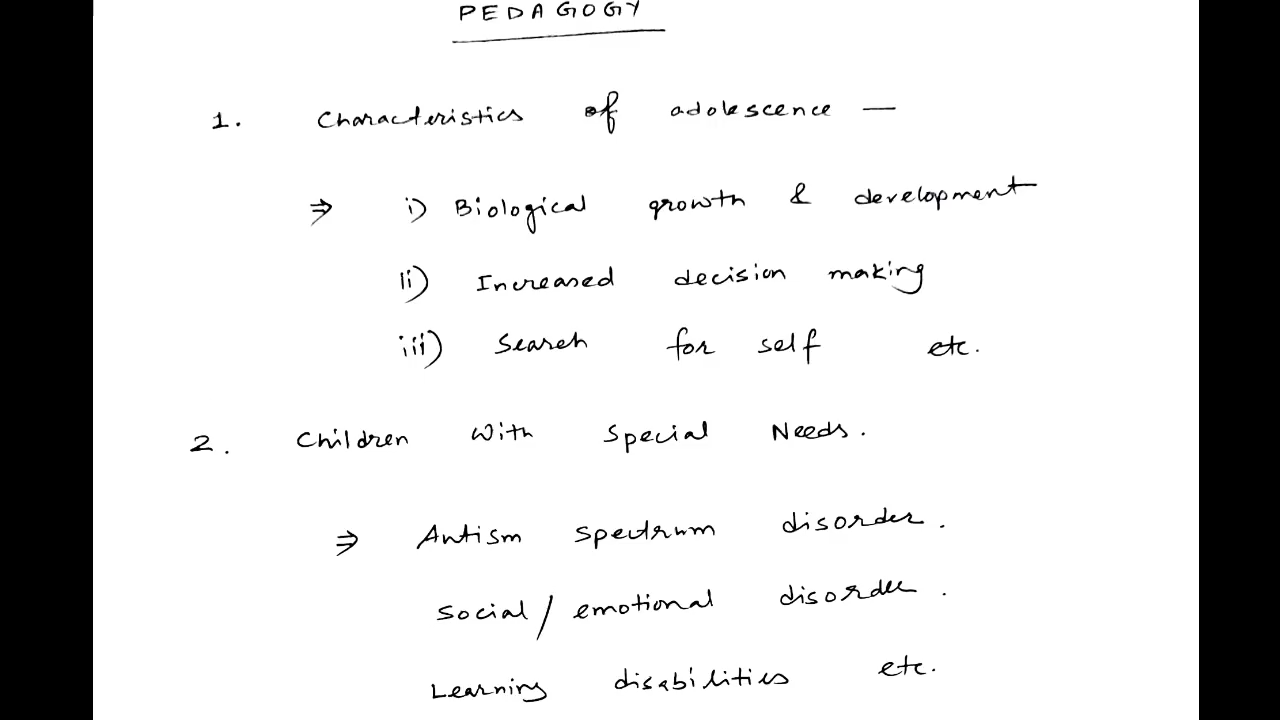 PEDAGOGY
1. Characteristics of adolescence —
⇒ i) Biological growth & development
ii) Increased decision making
iii) Search for self etc.
2. Children With Special Needs.
⇒ Autism spectrum disorder.
Social/emotional disorder.
Learning disabilities etc.